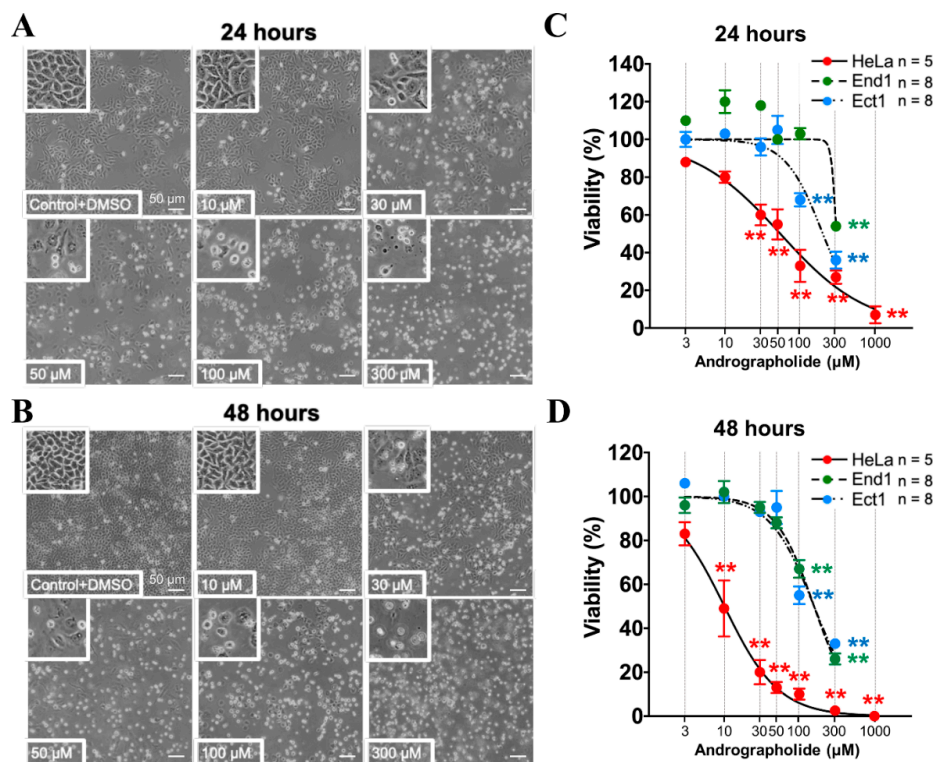 A
24 hours
Control+DMSO
50 µm
10 µM
30 µM
50 µM
100 µM
300 µM
B
48 hours
Control+DMSO
50 µm
10 µM
30 µM
50 µM
100 µM
300 µM
C
24 hours
HeLa n = 5
End1 n = 8
Ect1 n = 8
Viability (%)
140
120
100
80
60
40
20
0
**
**
**
**
** ** ** **
3 10 30 50 100 300 1000
Andrographolide (µM)
D
48 hours
HeLa n = 5
End1 n = 8
Ect1 n = 8
Viability (%)
120
100
80
60
40
20
0
**
**
**
**
**
** ** ** ** **
3 10 30 50 100 300 1000
Andrographolide (µM)